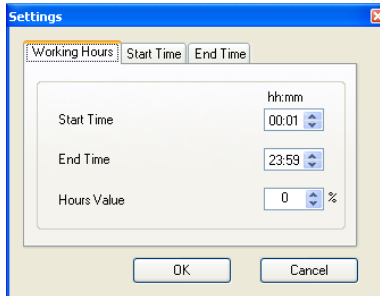 Settings
Working Hours Start Time End Time
hh:mm
Start Time 00:01
End Time 23:59
Hours Value 0 %
OK Cancel